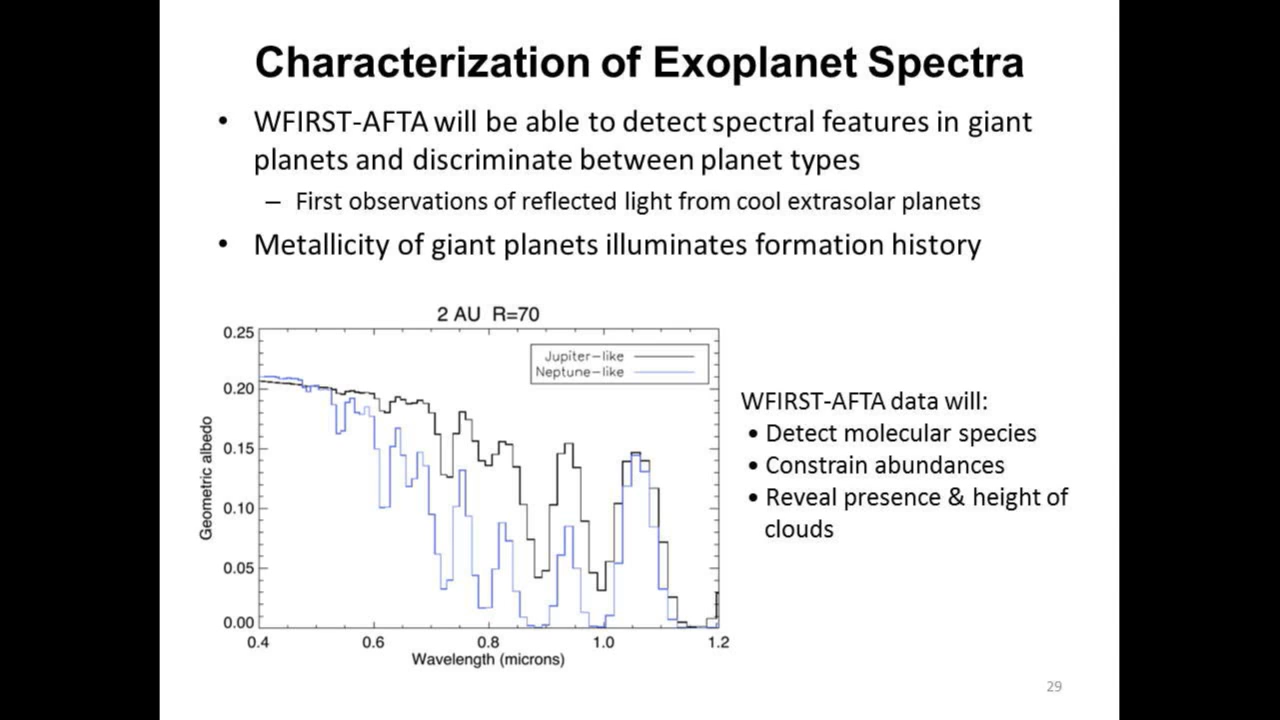 Characterization of Exoplanet Spectra
• WFIRST-AFTA will be able to detect spectral features in giant
planets and discriminate between planet types
– First observations of reflected light from cool extrasolar planets
• Metallicity of giant planets illuminates formation history
2 AU R=70
0.25
0.20
0.15
0.10
0.05
0.00
Geometric albedo
Jupiter-like
Neptune-like
0.4 0.6 0.8 1.0 1.2
Wavelength (microns)
WFIRST-AFTA data will:
• Detect molecular species
• Constrain abundances
• Reveal presence & height of
clouds
29